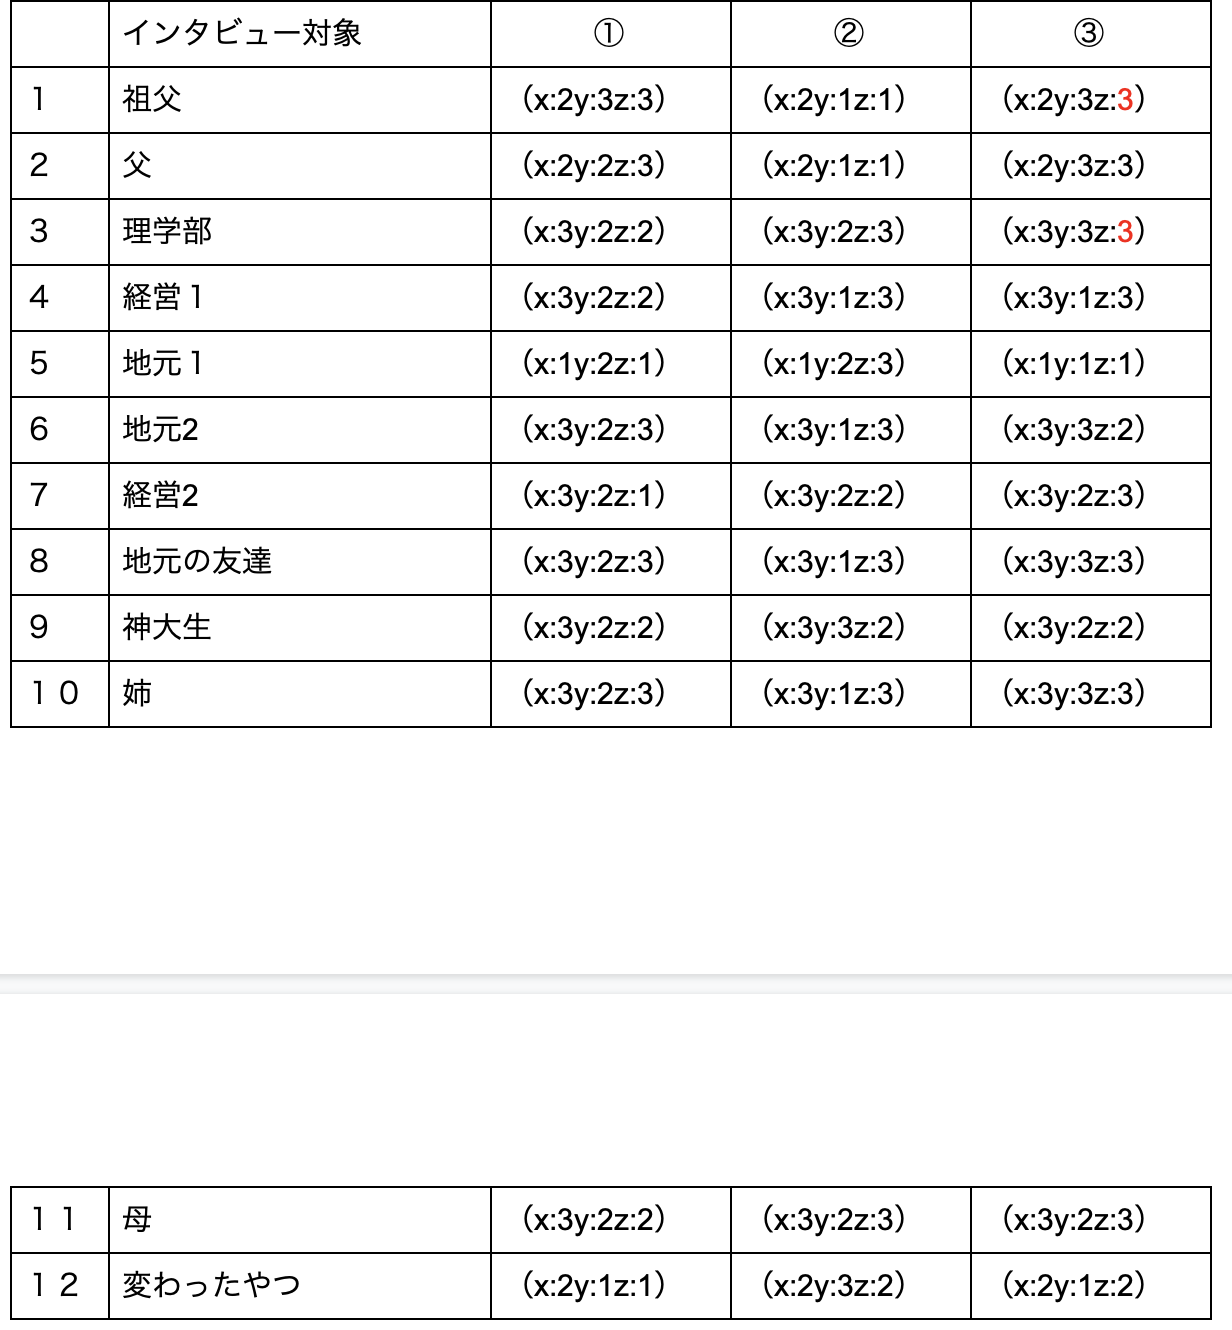 インタビュー対象 ① ② ③
１ 祖父 （x:2y:3z:3） （x:2y:1z:1） （x:2y:3z:3）
２ 父 （x:2y:2z:3） （x:2y:1z:1） （x:2y:3z:3）
３ 理学部 （x:3y:2z:2） （x:3y:2z:3） （x:3y:3z:3）
４ 経営１ （x:3y:2z:2） （x:3y:1z:3） （x:3y:1z:3）
５ 地元１ （x:1y:2z:1） （x:1y:2z:3） （x:1y:1z:1）
６ 地元2 （x:3y:2z:3） （x:3y:1z:3） （x:3y:3z:2）
７ 経営2 （x:3y:2z:1） （x:3y:2z:2） （x:3y:2z:3）
８ 地元の友達 （x:3y:2z:3） （x:3y:1z:3） （x:3y:3z:3）
９ 神大生 （x:3y:2z:2） （x:3y:3z:2） （x:3y:2z:2）
１０ 姉 （x:3y:2z:3） （x:3y:1z:3） （x:3y:3z:3）
１１ 母 （x:3y:2z:2） （x:3y:2z:3） （x:3y:2z:3）
１２ 変わったやつ （x:2y:1z:1） （x:2y:3z:2） （x:2y:1z:2）